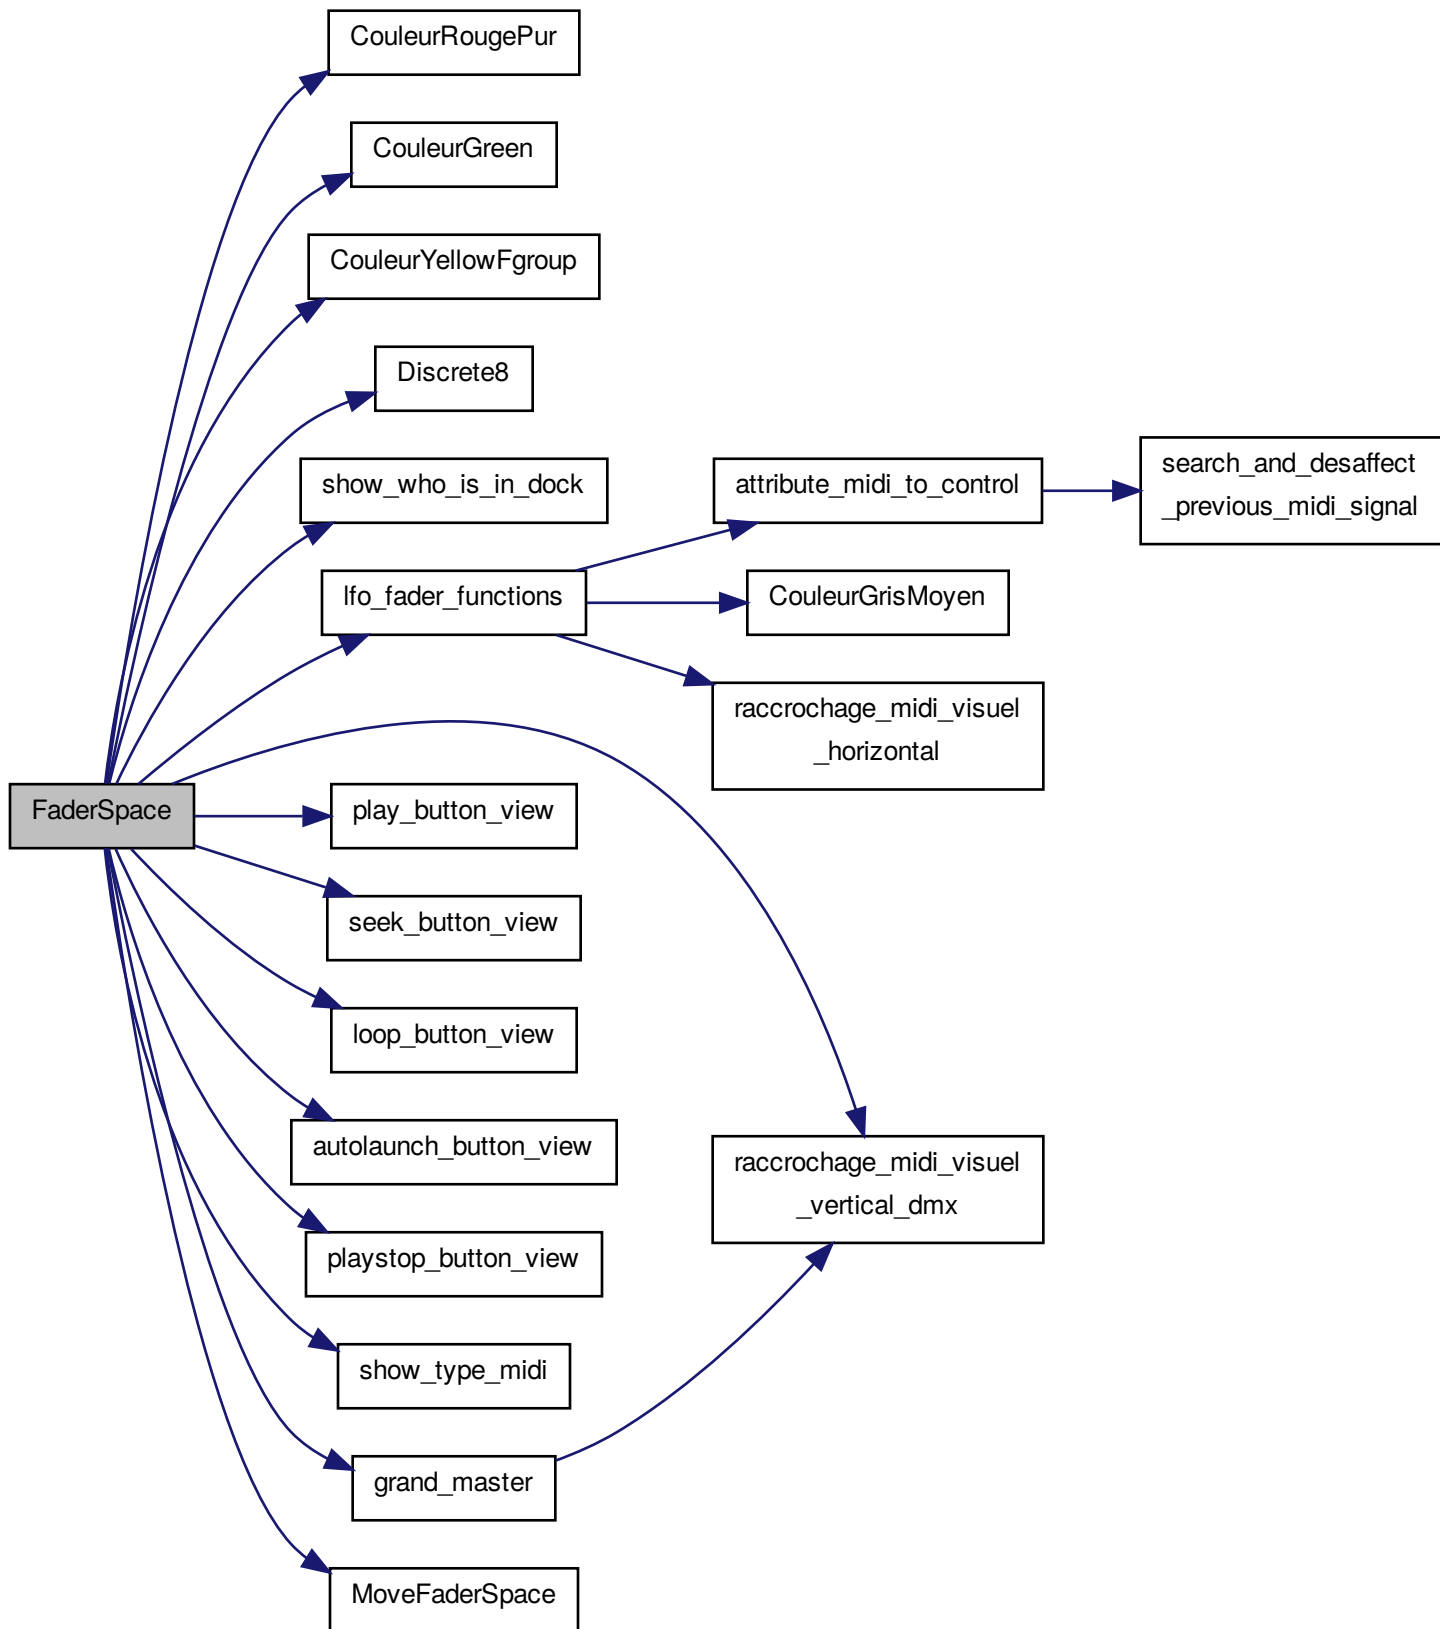 CouleurRougePur
CouleurGreen
CouleurYellowFgroup
Discrete8
show_who_is_in_dock
attribute_midi_to_control
search_and_desaffect
_previous_midi_signal
lfo_fader_functions
CouleurGrisMoyen
raccrochage_midi_visuel
_horizontal
FaderSpace
play_button_view
seek_button_view
loop_button_view
autolaunch_button_view
raccrochage_midi_visuel
_vertical_dmx
playstop_button_view
show_type_midi
grand_master
MoveFaderSpace